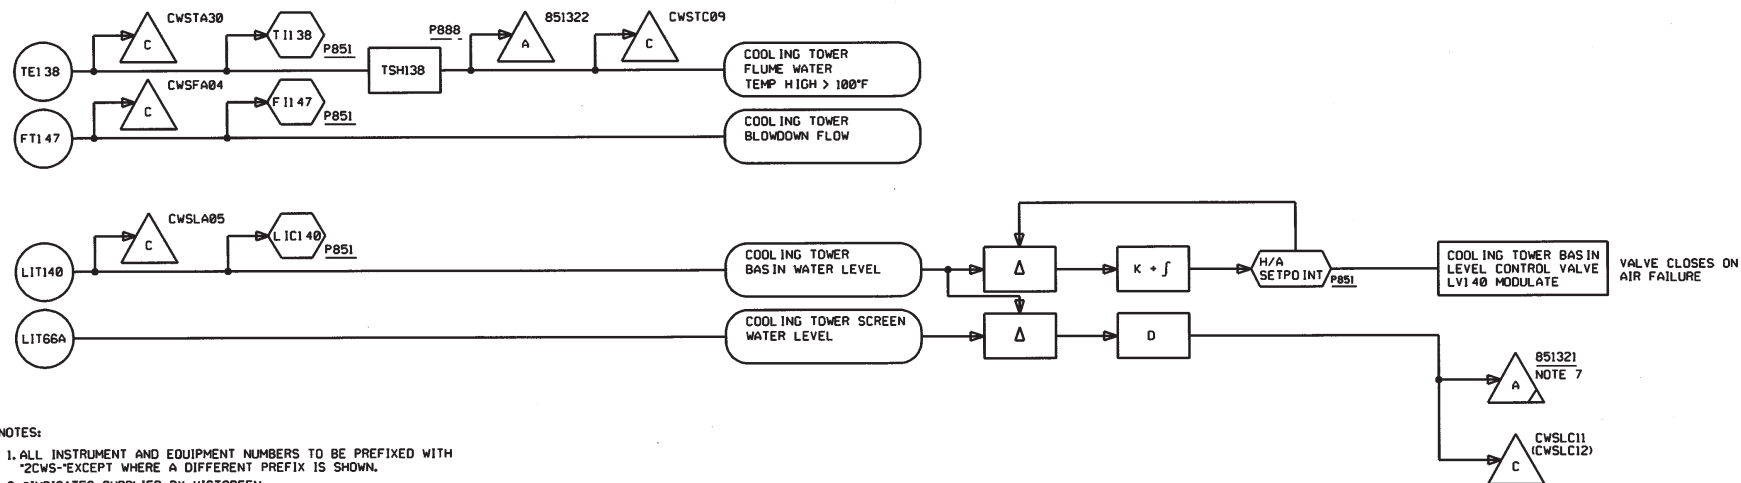 CWSTA30
C
TI138
P851
TE138
TSH138
P888
A
851322
C
CWSTC09
COOLING TOWER
FLUME WATER
TEMP HIGH > 100°F
CWSFA04
C
FI147
P851
FT147
COOLING TOWER
BLOWDOWN FLOW
CWSLA05
C
LIC140
P851
LIT140
COOLING TOWER
BASIN WATER LEVEL
Δ
K + ∫
H/A
SETPOINT
P851
COOLING TOWER BASIN
LEVEL CONTROL VALVE
LV140 MODULATE
VALVE CLOSES ON
AIR FAILURE
LIT66A
COOLING TOWER SCREEN
WATER LEVEL
Δ
D
851321
NOTE 7
A
CWSLC11
(CWSLC12)
C
NOTES:
1. ALL INSTRUMENT AND EQUIPMENT NUMBERS TO BE PREFIXED WITH
"2CWS-"EXCEPT WHERE A DIFFERENT PREFIX IS SHOWN.